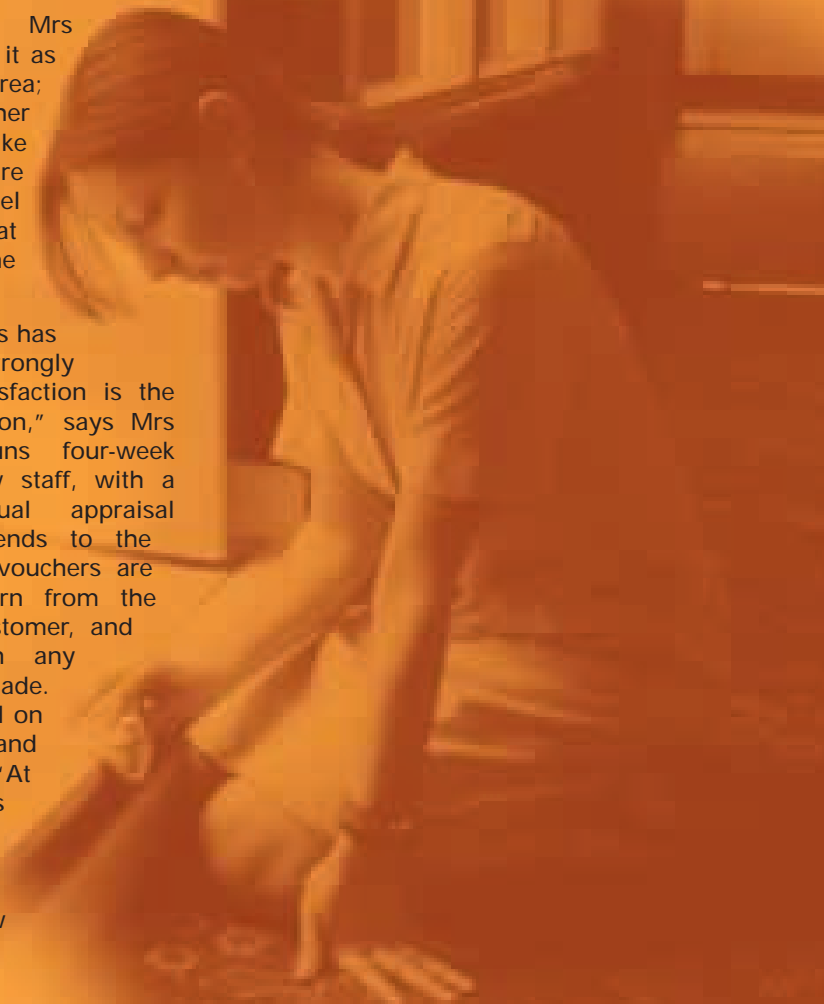 Mrs
it as
rea;
her
ke
re
el
at
s has
rongly
sfaction is the
on," says Mrs
uns four-week
staff, with a
ual appraisal
ends to the
vouchers are
rn from the
stomer, and
any
ade.
on
and
"At
s